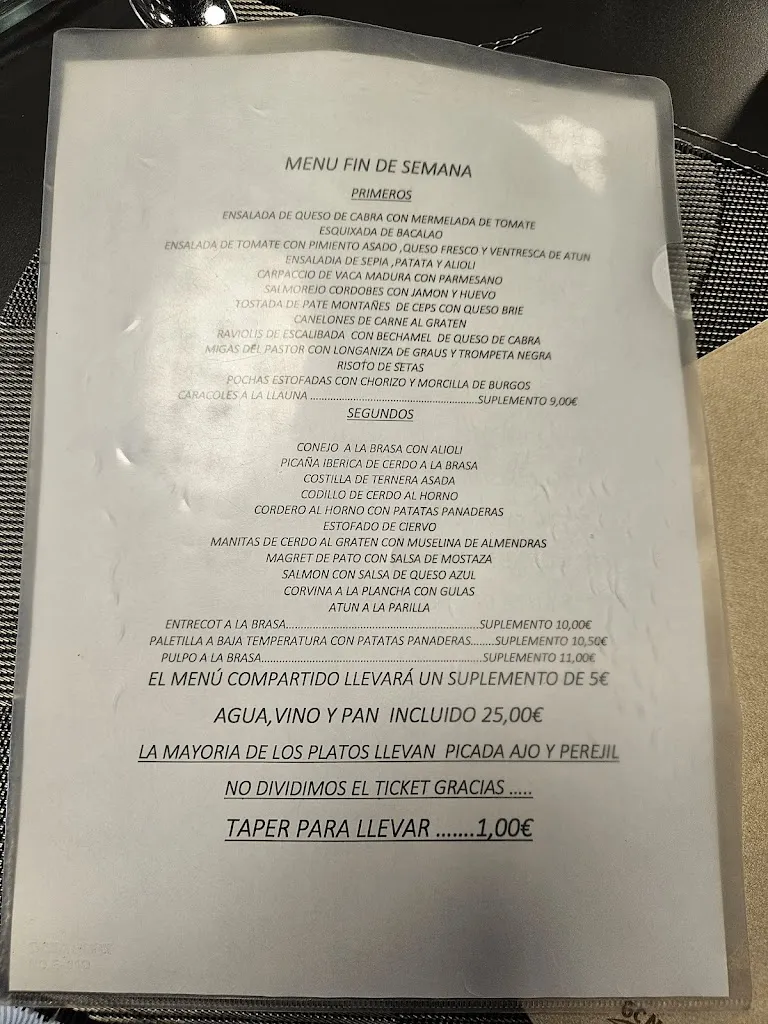 MENU FIN DE SEMANA
PRIMEROS
ENSALADA DE QUESO DE CABRA CON MERMELADA DE TOMATE
ESQUIXADA DE BACALAO
ENSALADA DE TOMATE CON PIMIENTO ASADO ,QUESO FRESCO Y VENTRESCA DE ATUN
ENSALADIA DE SEPIA ,PATATA Y ALIOLI
CARPACCIO DE VACA MADURA CON PARMESANO
SALMOREJO CORDOBES CON JAMON Y HUEVO
TOSTADA DE PATE MONTAÑES DE CEPS CON QUESO BRIE
CANELONES DE CARNE AL GRATEN
RAVIOLIS DE ESCALIBADA CON BECHAMEL DE QUESO DE CABRA
MIGAS DEL PASTOR CON LONGANIZA DE GRAUS Y TROMPETA NEGRA
RISOTO DE SETAS
POCHAS ESTOFADAS CON CHORIZO Y MORCILLA DE BURGOS
CARACOLES A LA LLAUNA ......................................................SUPLEMENTO 9,00€
SEGUNDOS
CONEJO A LA BRASA CON ALIOLI
PICAÑA IBERICA DE CERDO A LA BRASA
COSTILLA DE TERNERA ASADA
CODILLO DE CERDO AL HORNO
CORDERO AL HORNO CON PATATAS PANADERAS
ESTOFADO DE CIERVO
MANITAS DE CERDO AL GRATEN CON MUSELINA DE ALMENDRAS
MAGRET DE PATO CON SALSA DE MOSTAZA
SALMON CON SALSA DE QUESO AZUL
CORVINA A LA PLANCHA CON GULAS
ATUN A LA PARILLA
ENTRECOT A LA BRASA......................................................SUPLEMENTO 10,00€
PALETILLA A BAJA TEMPERATURA CON PATATAS PANADERAS.......SUPLEMENTO 10,50€
PULPO A LA BRASA..............................................................SUPLEMENTO 11,00€
EL MENÚ COMPARTIDO LLEVARÁ UN SUPLEMENTO DE 5€
AGUA,VINO Y PAN INCLUIDO 25,00€
LA MAYORIA DE LOS PLATOS LLEVAN PICADA AJO Y PEREJIL
NO DIVIDIMOS EL TICKET GRACIAS .....
TAPER PARA LLEVAR .......1,00€